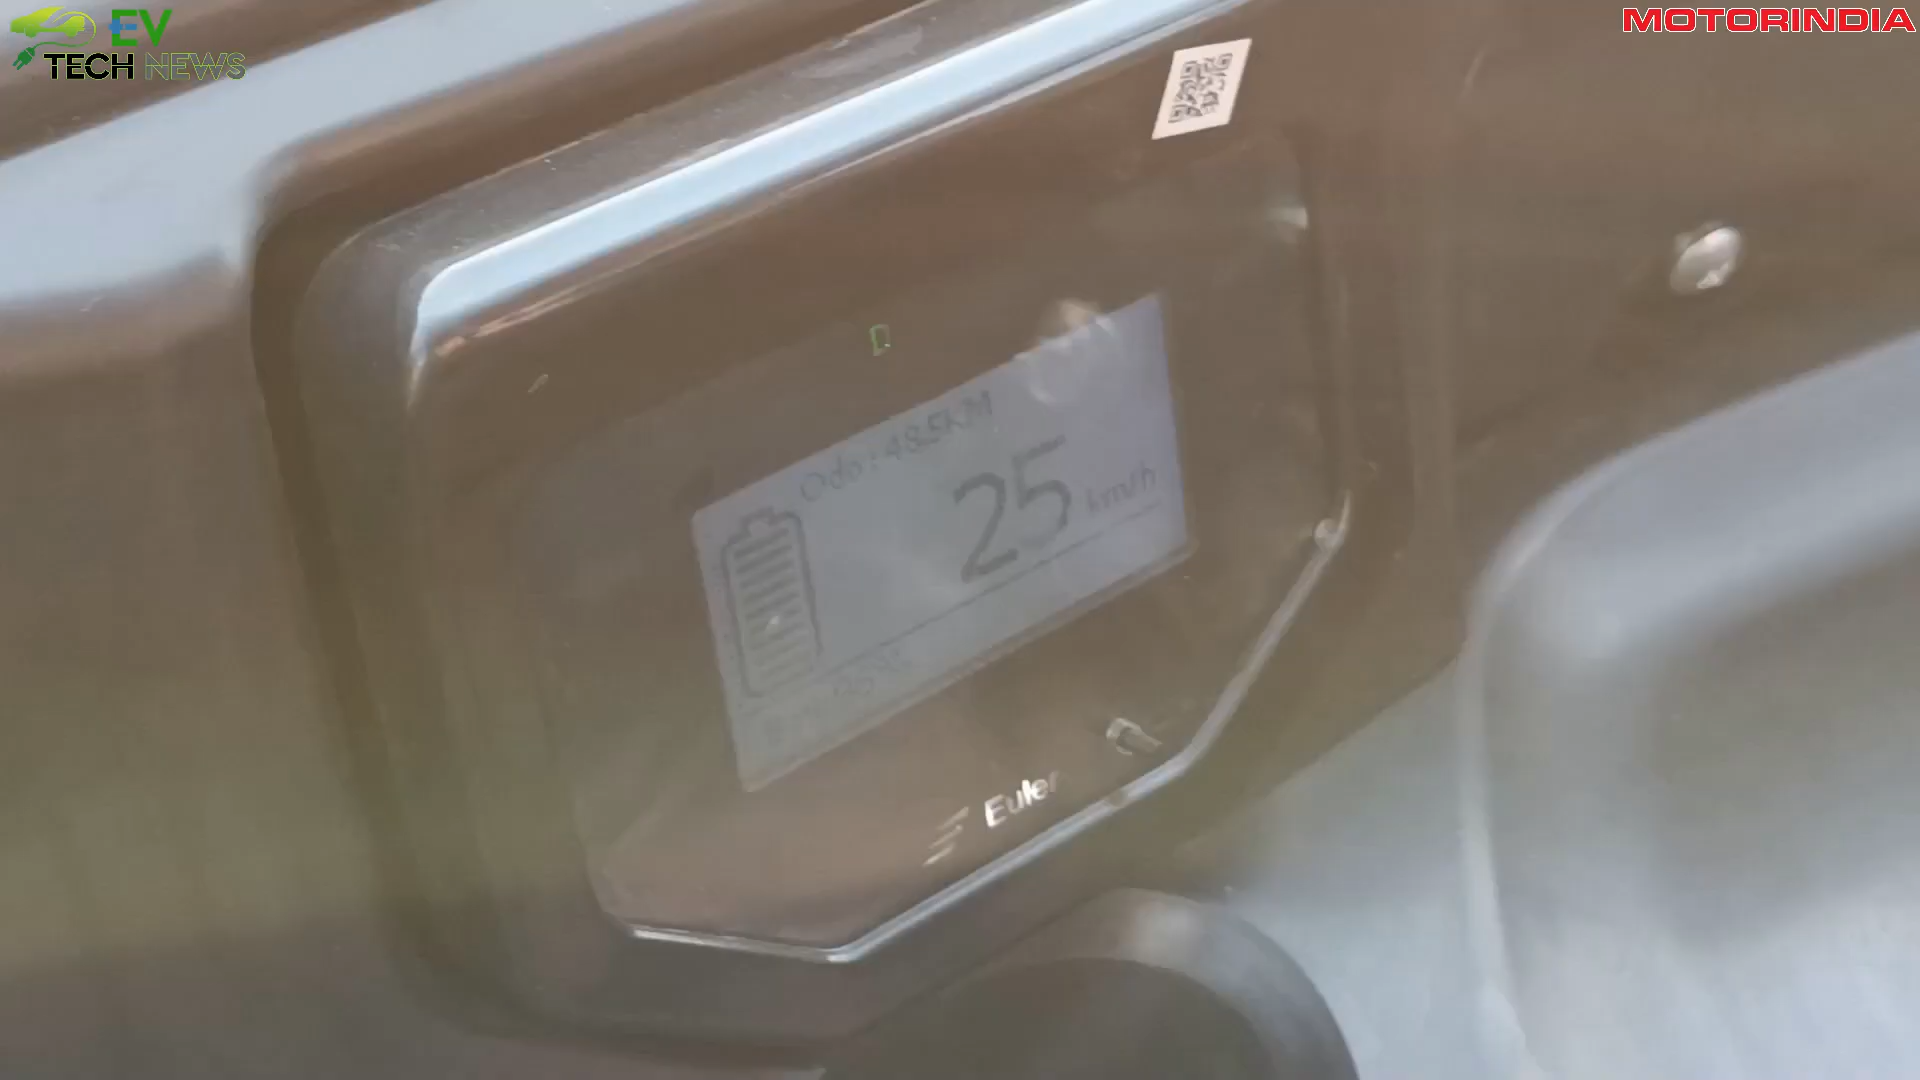 EV
TECH NEWS
MOTORINDIA
D
Odo : 48.5KM
25 km/h
Euler